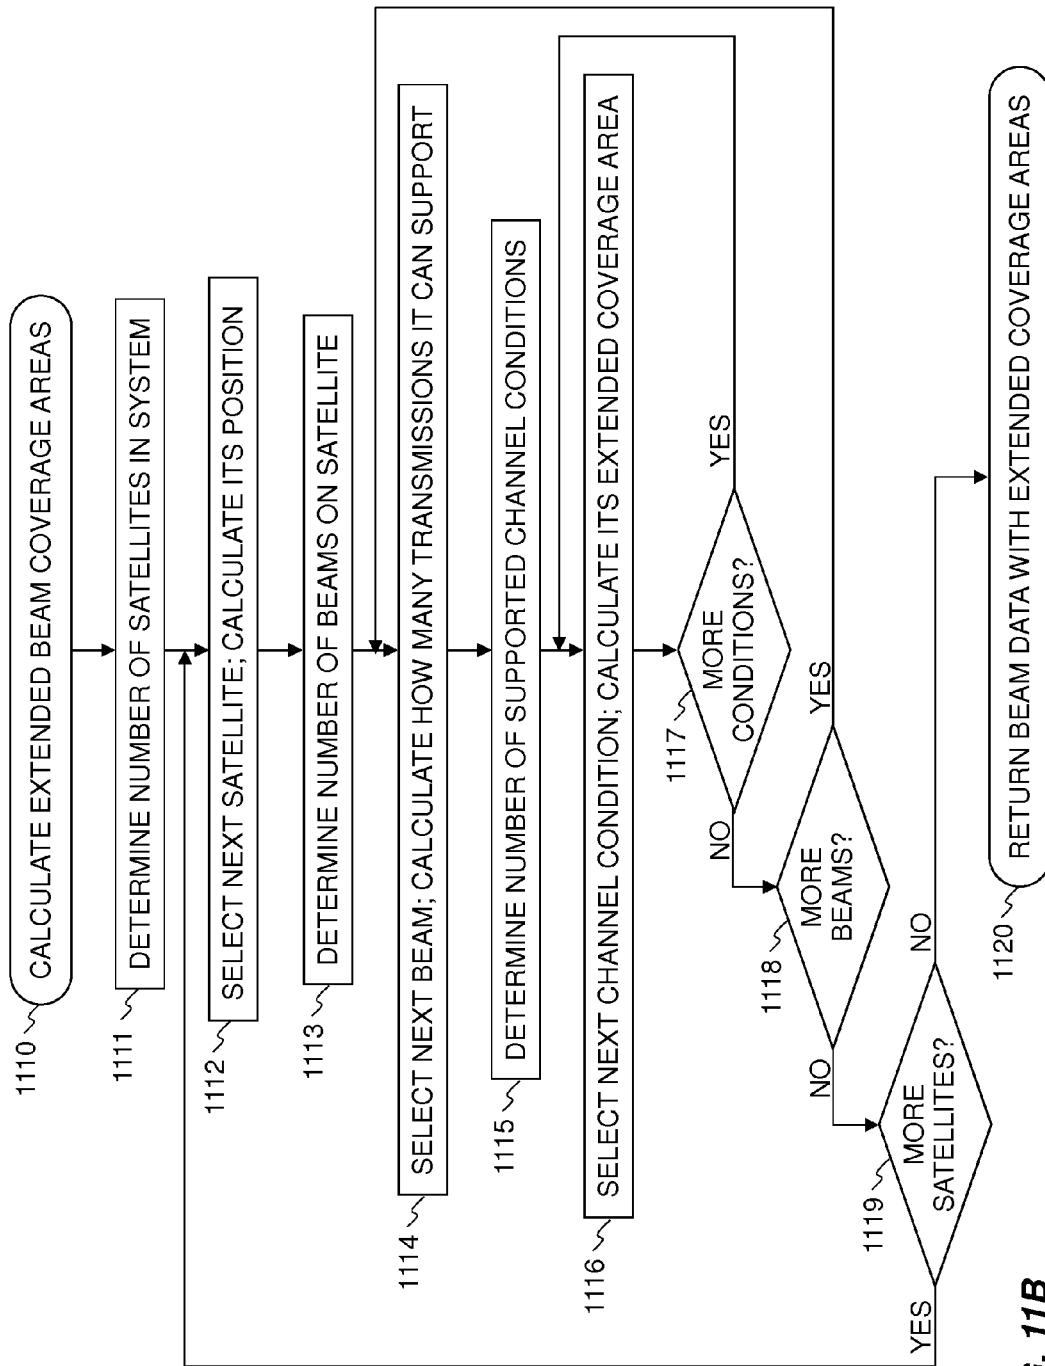 1110
CALCULATE EXTENDED BEAM COVERAGE AREAS
1111
DETERMINE NUMBER OF SATELLITES IN SYSTEM
1112
SELECT NEXT SATELLITE; CALCULATE ITS POSITION
1113
DETERMINE NUMBER OF BEAMS ON SATELLITE
1114
SELECT NEXT BEAM; CALCULATE HOW MANY TRANSMISSIONS IT CAN SUPPORT
1115
DETERMINE NUMBER OF SUPPORTED CHANNEL CONDITIONS
1116
SELECT NEXT CHANNEL CONDITION; CALCULATE ITS EXTENDED COVERAGE AREA
1117
MORE
CONDITIONS?
YES
NO
1118
MORE
BEAMS?
YES
NO
1119
MORE
SATELLITES?
YES
NO
1120
RETURN BEAM DATA WITH EXTENDED COVERAGE AREAS
11B